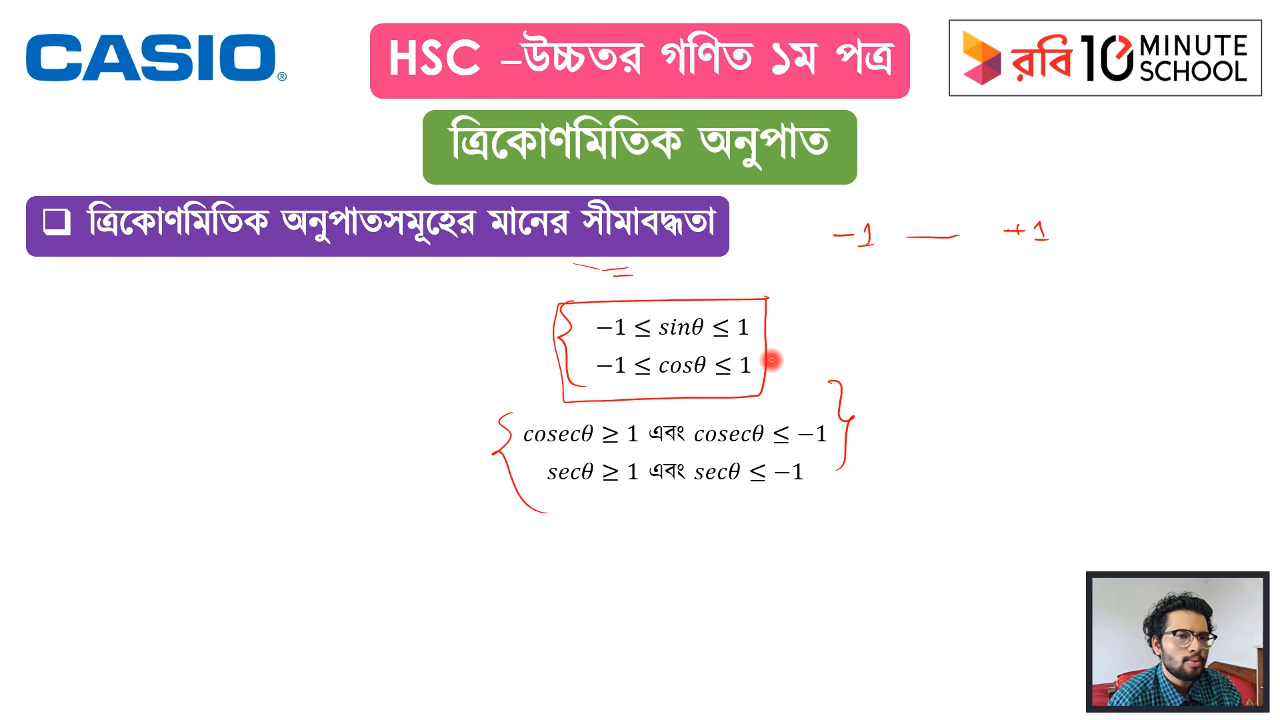 CASIO®
HSC –উচ্চতর গণিত ১ম পত্র
রবি 10 MINUTE SCHOOL
ত্রিকোণমিতিক অনুপাত
❑ ত্রিকোণমিতিক অনুপাতসমূহের মানের সীমাবদ্ধতা
−1 — +1
−1 ≤ sinθ ≤ 1
−1 ≤ cosθ ≤ 1
cosecθ ≥ 1 এবং cosecθ ≤ −1
secθ ≥ 1 এবং secθ ≤ −1